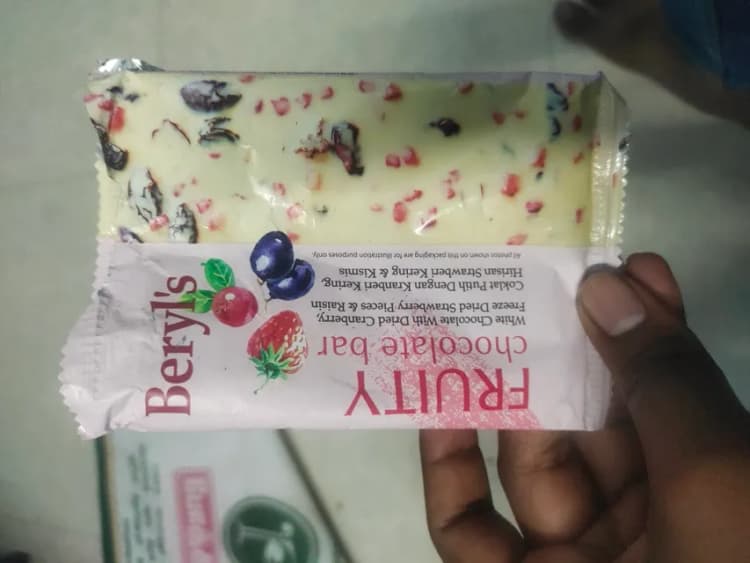 Beryl's
FRUITY
chocolate bar
White Chocolate With Dried Cranberry,
Freeze Dried Strawberry Pieces & Raisin
Coklat Putih Dengan Kranberi Kering,
Hirisan Strawberi Kering & Kismis
All photos shown on this packaging are for illustration purposes only.